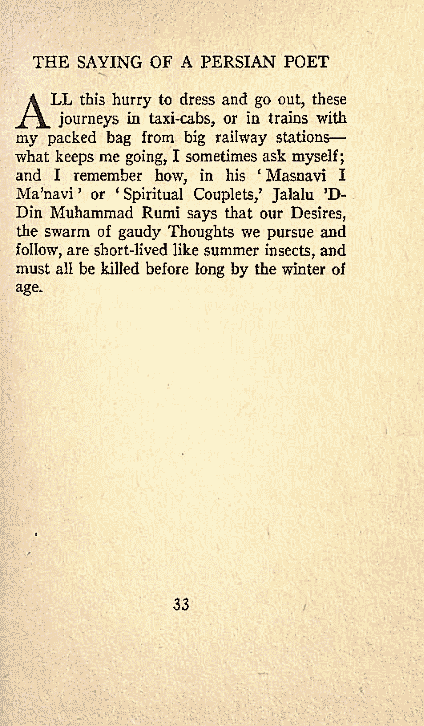 THE SAYING OF A PERSIAN POET
ALL this hurry to dress and go out, these
journeys in taxi-cabs, or in trains with
my packed bag from big railway stations—
what keeps me going, I sometimes ask myself;
and I remember how, in his ‘Masnavi I
Ma’navi’ or ‘Spiritual Couplets,’ Jalalu ’D-
Din Muhammad Rumi says that our Desires,
the swarm of gaudy Thoughts we pursue and
follow, are short-lived like summer insects, and
must all be killed before long by the winter of
age.
33